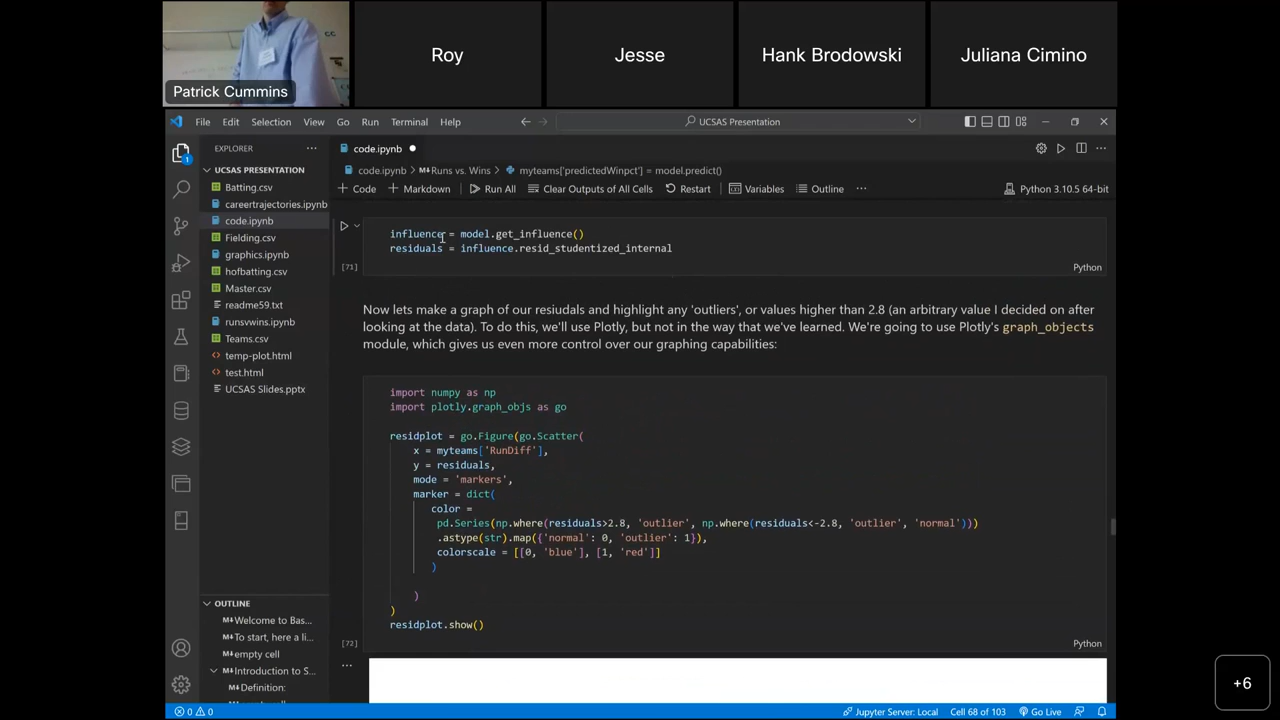 Patrick Cummins
Roy
Jesse
Hank Brodowski
Juliana Cimino
File Edit Selection View Go Run Terminal Help
UCSAS Presentation
EXPLORER
code.ipynb
UCSAS PRESENTATION
code.ipynb > M↓Runs vs. Wins > myteams['predictedWinpct'] = model.predict()
+ Code + Markdown Run All Clear Outputs of All Cells Restart Variables Outline ... Python 3.10.5 64-bit
1
Batting.csv
careertrajectories.ipynb
code.ipynb
Fielding.csv
graphics.ipynb
hofbatting.csv
Master.csv
readme59.txt
runsvwins.ipynb
Teams.csv
temp-plot.html
test.html
UCSAS Slides.pptx
OUTLINE
M↓Welcome to Bas...
M↓To start, here a li...
M↓empty cell
M↓Introduction to S...
M↓Definition:
influence = model.get_influence()
residuals = influence.resid_studentized_internal
[71]
Python
Now lets make a graph of our resiudals and highlight any 'outliers', or values higher than 2.8 (an arbitrary value I decided on after
looking at the data). To do this, we'll use Plotly, but not in the way that we've learned. We're going to use Plotly's graph_objects
module, which gives us even more control over our graphing capabilities:
import numpy as np
import plotly.graph_objs as go
residplot = go.Figure(go.Scatter(
x = myteams['RunDiff'],
y = residuals,
mode = 'markers',
marker = dict(
color =
pd.Series(np.where(residuals>2.8, 'outlier', np.where(residuals<-2.8, 'outlier', 'normal')))
.astype(str).map({'normal': 0, 'outlier': 1}),
colorscale = [[0, 'blue'], [1, 'red']]
)
)
)
residplot.show()
[72]
Python
...
+6
0 0
Jupyter Server: Local Cell 68 of 103 Go Live